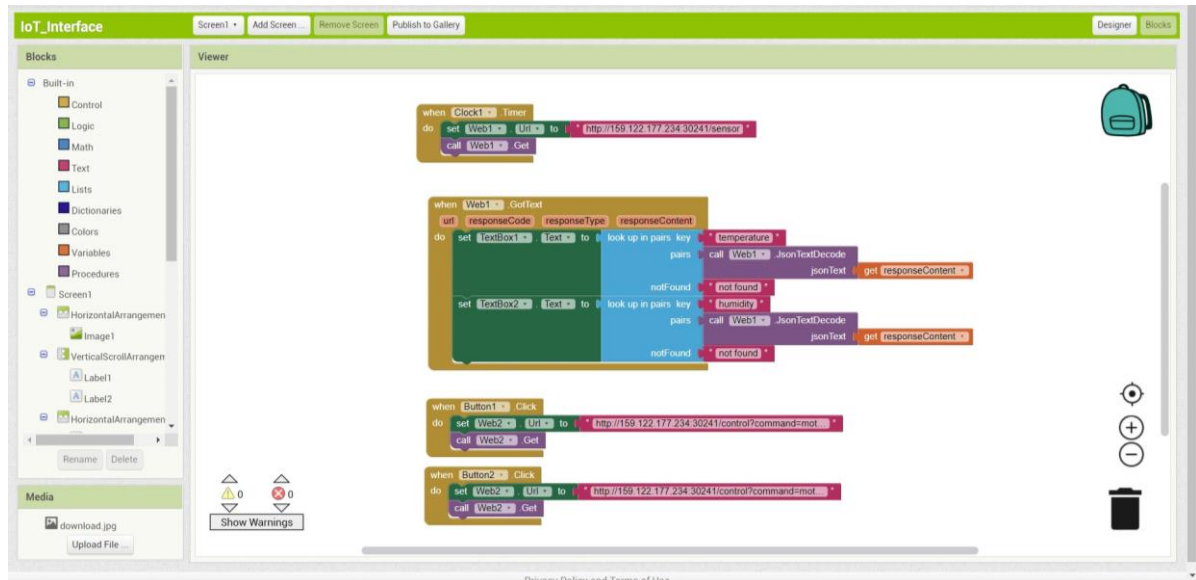 IoT_Interface
Screen1 Add Screen ... Remove Screen Publish to Gallery Designer Blocks
Blocks
Built-in
Control
Logic
Math
Text
Lists
Dictionaries
Colors
Variables
Procedures
Screen1
HorizontalArrangemen
Image1
VerticalScrollArrangen
Label1
Label2
HorizontalArrangemen
Rename Delete
Media
download.jpg
Upload File ...
Viewer
when Clock1 .Timer
do set Web1 . Url to " http://159.122.177.234:30241/sensor "
call Web1 .Get
when Web1 .GotText
url responseCode responseType responseContent
do set TextBox1 . Text to look up in pairs key " temperature "
pairs call Web1 .JsonTextDecode
jsonText get responseContent
notFound " not found "
set TextBox2 . Text to look up in pairs key " humidity "
pairs call Web1 .JsonTextDecode
jsonText get responseContent
notFound " not found "
when Button1 .Click
do set Web2 . Url to " http://159.122.177.234:30241/control?command=mot... "
call Web2 .Get
when Button2 .Click
do set Web2 . Url to " http://159.122.177.234:30241/control?command=mot... "
call Web2 .Get
0 0
Show Warnings
Privacy Policy and Terms of Use